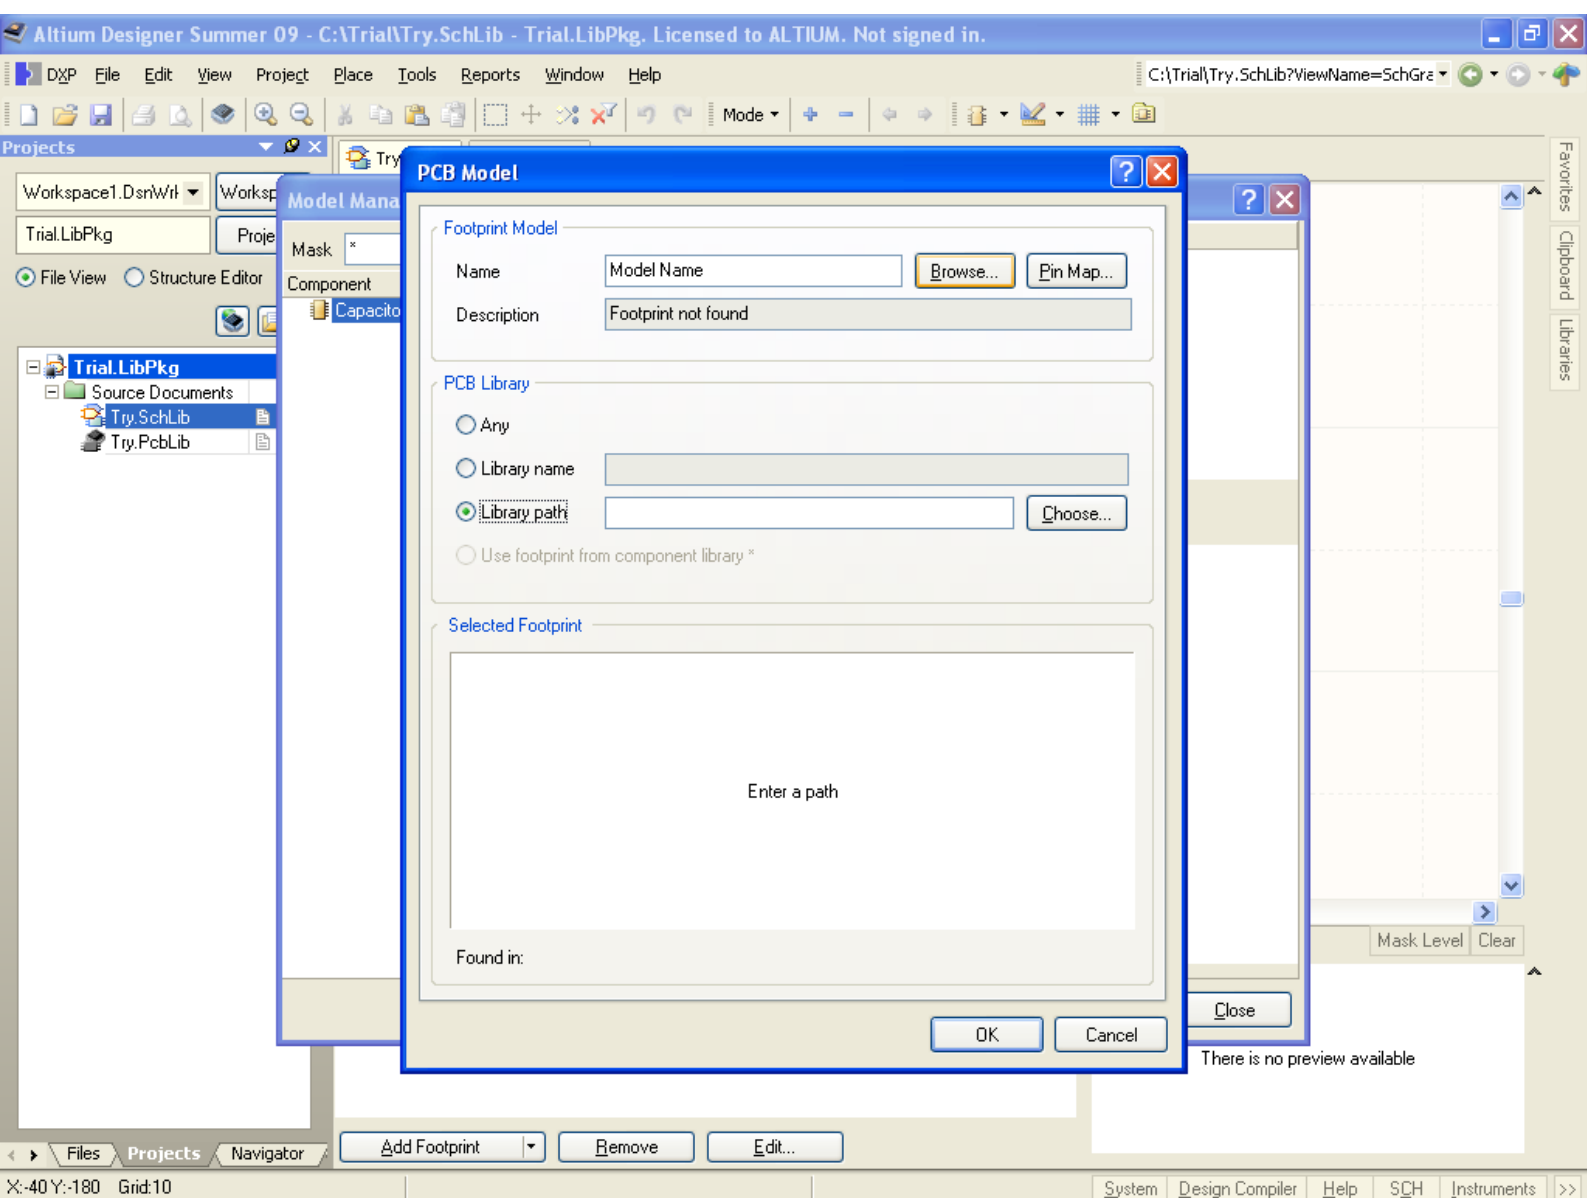 Altium Designer Summer 09 - C:\Trial\Try.SchLib - Trial.LibPkg. Licensed to ALTIUM. Not signed in.
DXP File Edit View Project Place Tools Reports Window Help
C:\Trial\Try.SchLib?ViewName=SchGra
Mode
Projects
Try
Workspace1.DsnWrk
Worksp
Trial.LibPkg
Proje
File View
Structure Editor
Trial.LibPkg
Source Documents
Try.SchLib
Try.PcbLib
Model Mana
Mask
*
Component
Capacito
PCB Model
Footprint Model
Name
Model Name
Browse...
Pin Map...
Description
Footprint not found
PCB Library
Any
Library name
Library path
Choose...
Use footprint from component library *
Selected Footprint
Enter a path
Found in:
OK
Cancel
Favorites
Clipboard
Libraries
Mask Level
Clear
Close
There is no preview available
Files
Projects
Navigator
Add Footprint
Remove
Edit...
X:-40 Y:-180 Grid:10
System
Design Compiler
Help
SCH
Instruments
>>